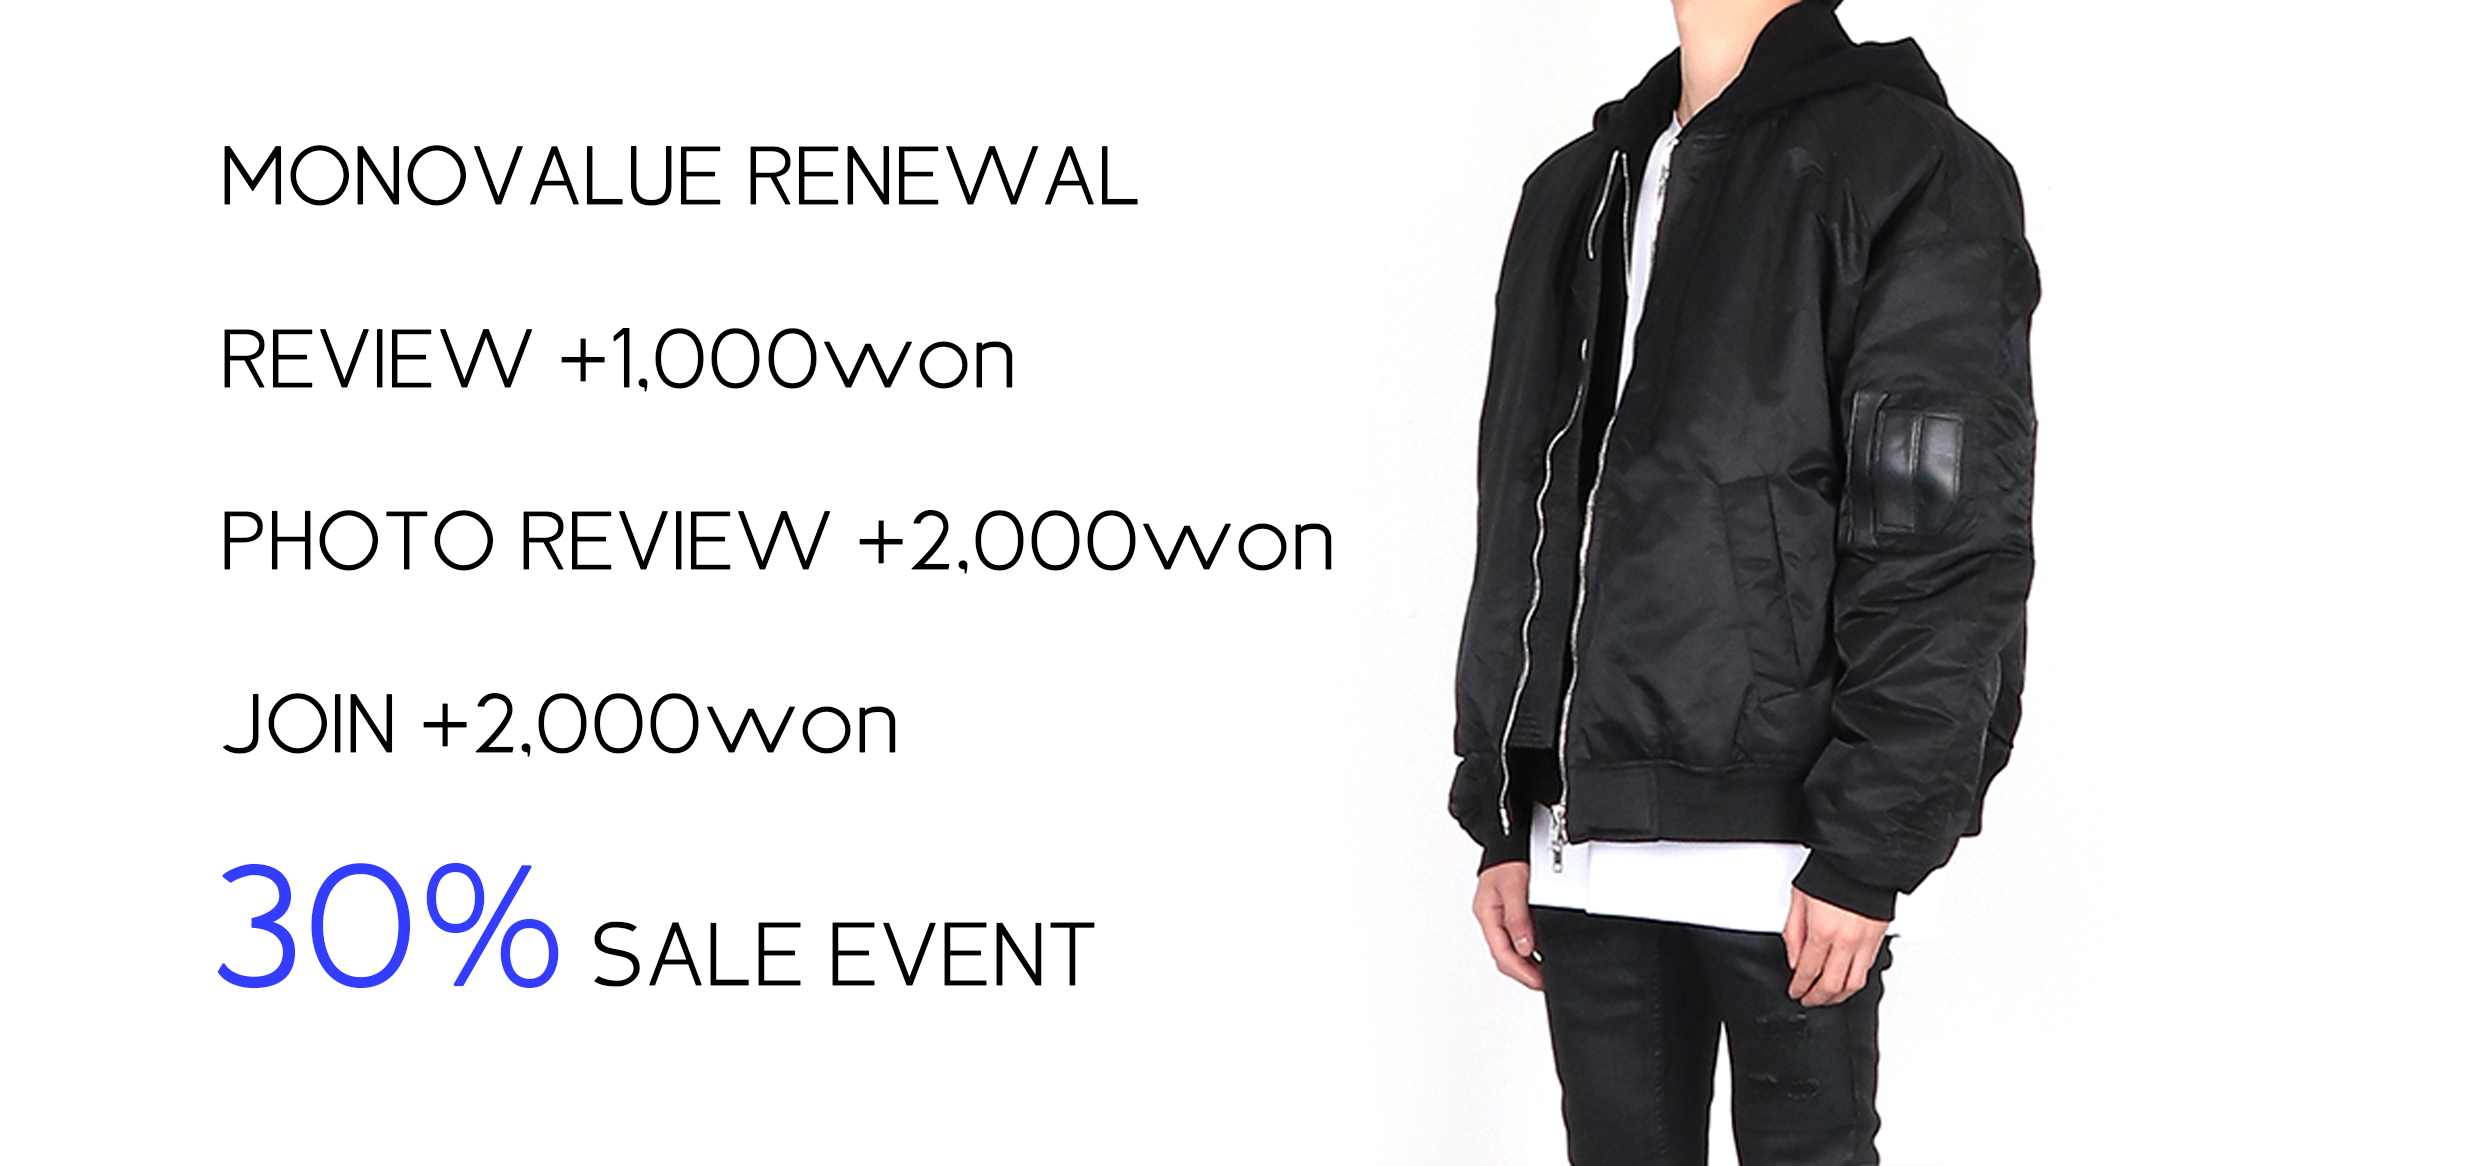 MONOVALUE RENEWAL
REVIEW +1,000won
PHOTO REVIEW +2,000won
JOIN +2,000won
30% SALE EVENT